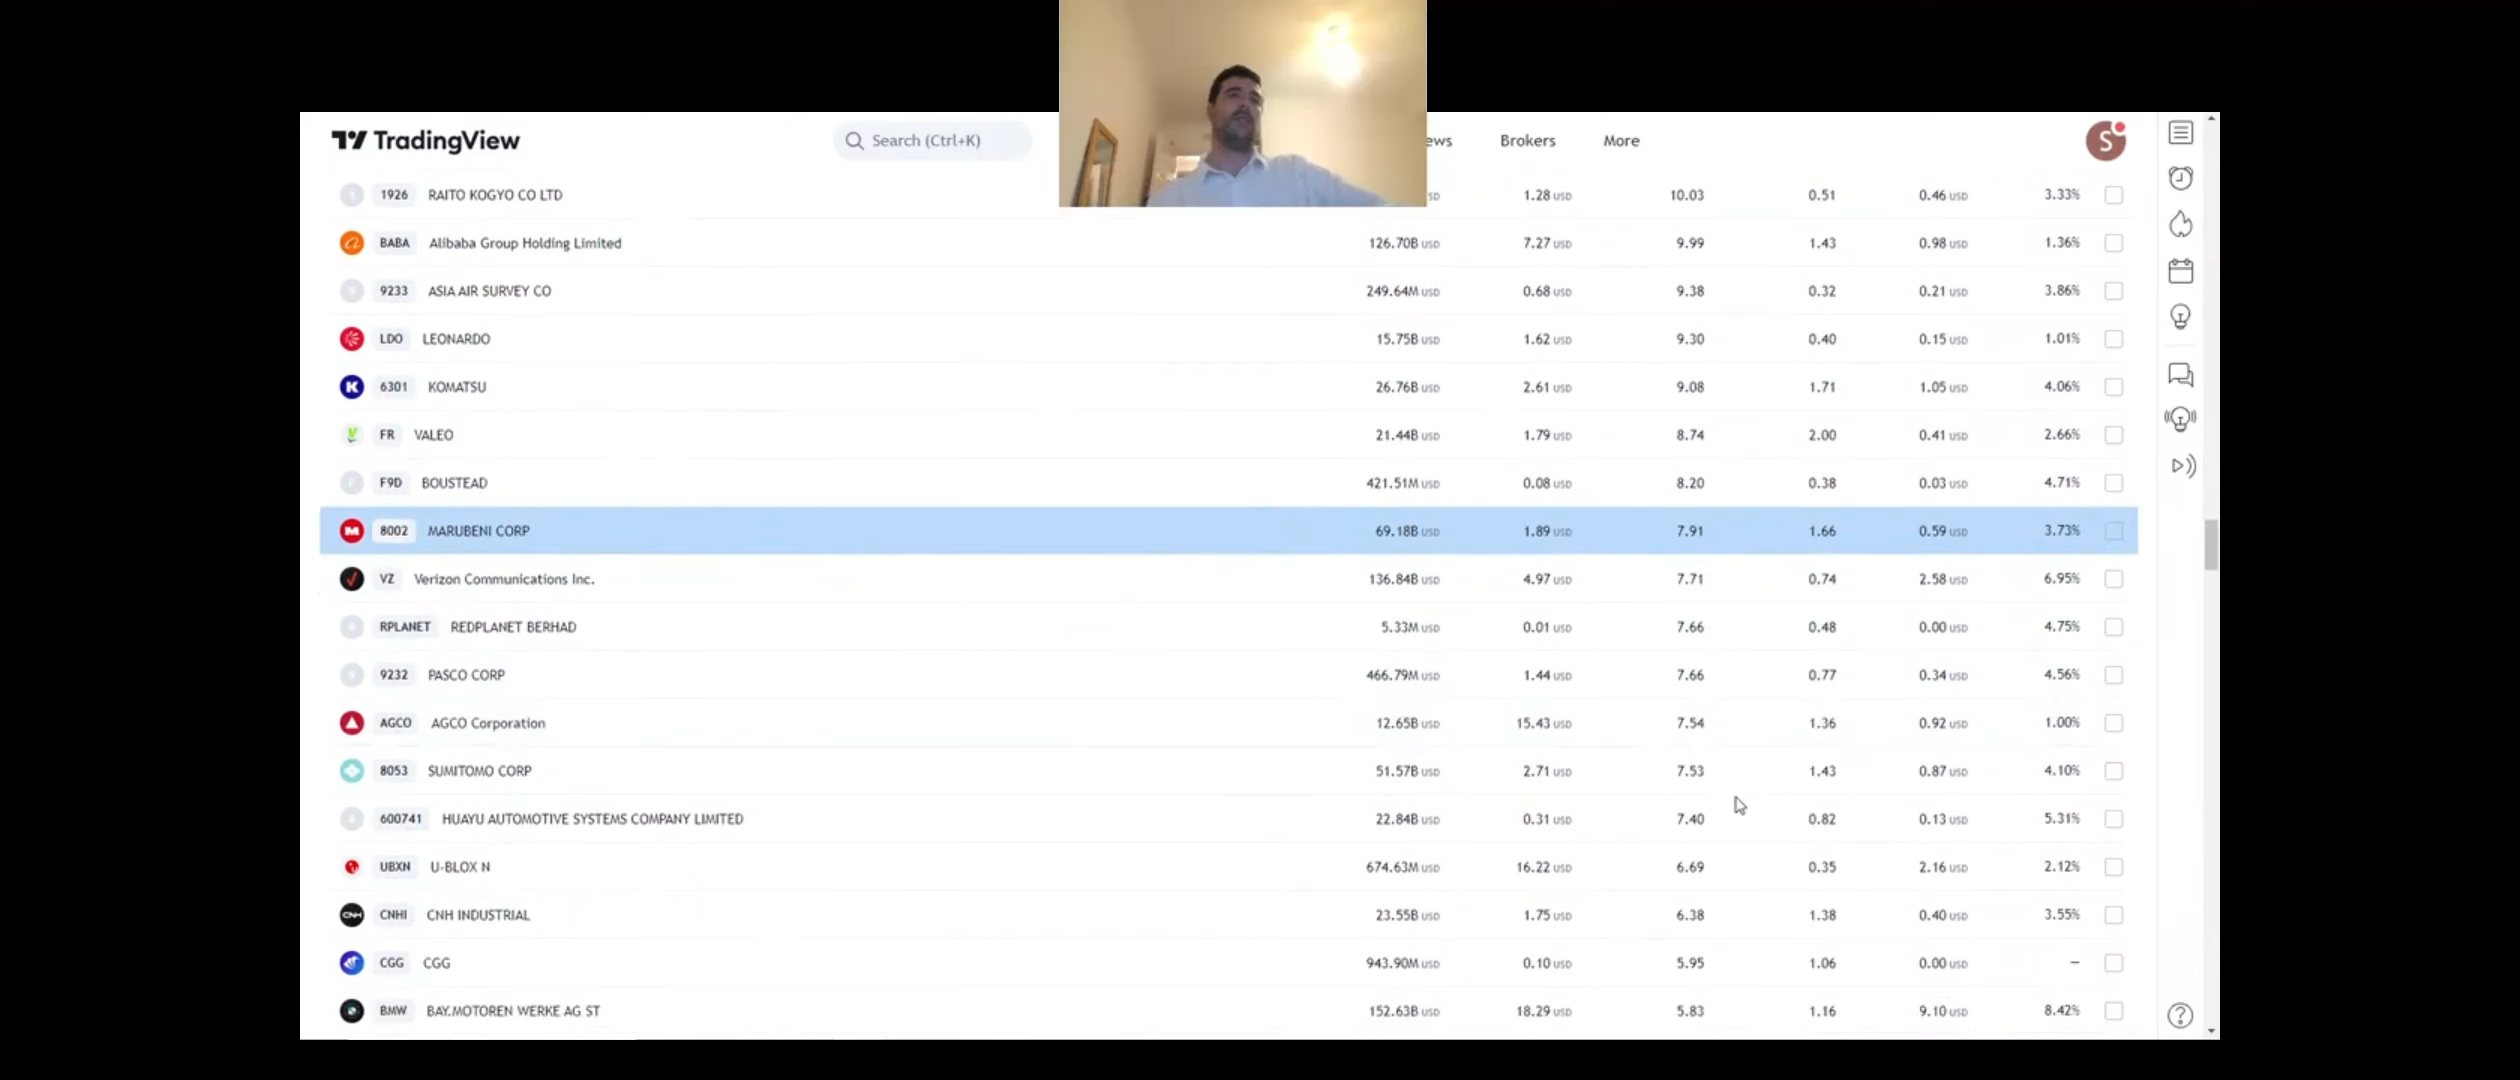 TradingView Search (Ctrl+K) ews Brokers More S
1926 RAITO KOGYO CO LTD SD 1.28 USD 10.03 0.51 0.46 USD 3.33%
BABA Alibaba Group Holding Limited 126.70B USD 7.27 USD 9.99 1.43 0.98 USD 1.36%
9233 ASIA AIR SURVEY CO 249.64M USD 0.68 USD 9.38 0.32 0.21 USD 3.86%
LDO LEONARDO 15.75B USD 1.62 USD 9.30 0.40 0.15 USD 1.01%
K 6301 KOMATSU 26.76B USD 2.61 USD 9.08 1.71 1.05 USD 4.06%
FR VALEO 21.44B USD 1.79 USD 8.74 2.00 0.41 USD 2.66%
F9D BOUSTEAD 421.51M USD 0.08 USD 8.20 0.38 0.03 USD 4.71%
M 8002 MARUBENI CORP 69.18B USD 1.89 USD 7.91 1.66 0.59 USD 3.73%
VZ Verizon Communications Inc. 136.84B USD 4.97 USD 7.71 0.74 2.58 USD 6.95%
RPLANET REDPLANET BERHAD 5.33M USD 0.01 USD 7.66 0.48 0.00 USD 4.75%
9232 PASCO CORP 466.79M USD 1.44 USD 7.66 0.77 0.34 USD 4.56%
AGCO AGCO Corporation 12.65B USD 15.43 USD 7.54 1.36 0.92 USD 1.00%
8053 SUMITOMO CORP 51.57B USD 2.71 USD 7.53 1.43 0.87 USD 4.10%
600741 HUAYU AUTOMOTIVE SYSTEMS COMPANY LIMITED 22.84B USD 0.31 USD 7.40 0.82 0.13 USD 5.31%
UBXN U-BLOX N 674.63M USD 16.22 USD 6.69 0.35 2.16 USD 2.12%
CNH CNHI CNH INDUSTRIAL 23.55B USD 1.75 USD 6.38 1.38 0.40 USD 3.55%
CGG CGG 943.90M USD 0.10 USD 5.95 1.06 0.00 USD –
BMW BAY.MOTOREN WERKE AG ST 152.63B USD 18.29 USD 5.83 1.16 9.10 USD 8.42%